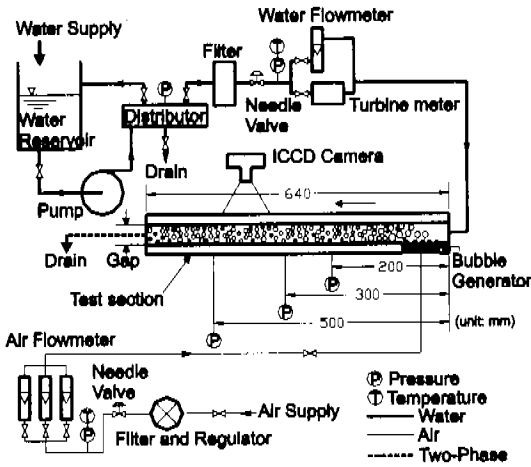 Water Supply
Water Flowmeter
Filter
T
P
P
Water
Reservoir
Distributor
Needle
Valve
Turbine meter
Drain
ICCD Camera
Pump
640
Drain
Gap
Test section
200
Bubble
Generator
300
P
P
500
(unit: mm)
P
Air Flowmeter
Needle
Valve
T
P
Filter and Regulator
Air Supply
P Pressure
T Temperature
Water
Air
Two-Phase